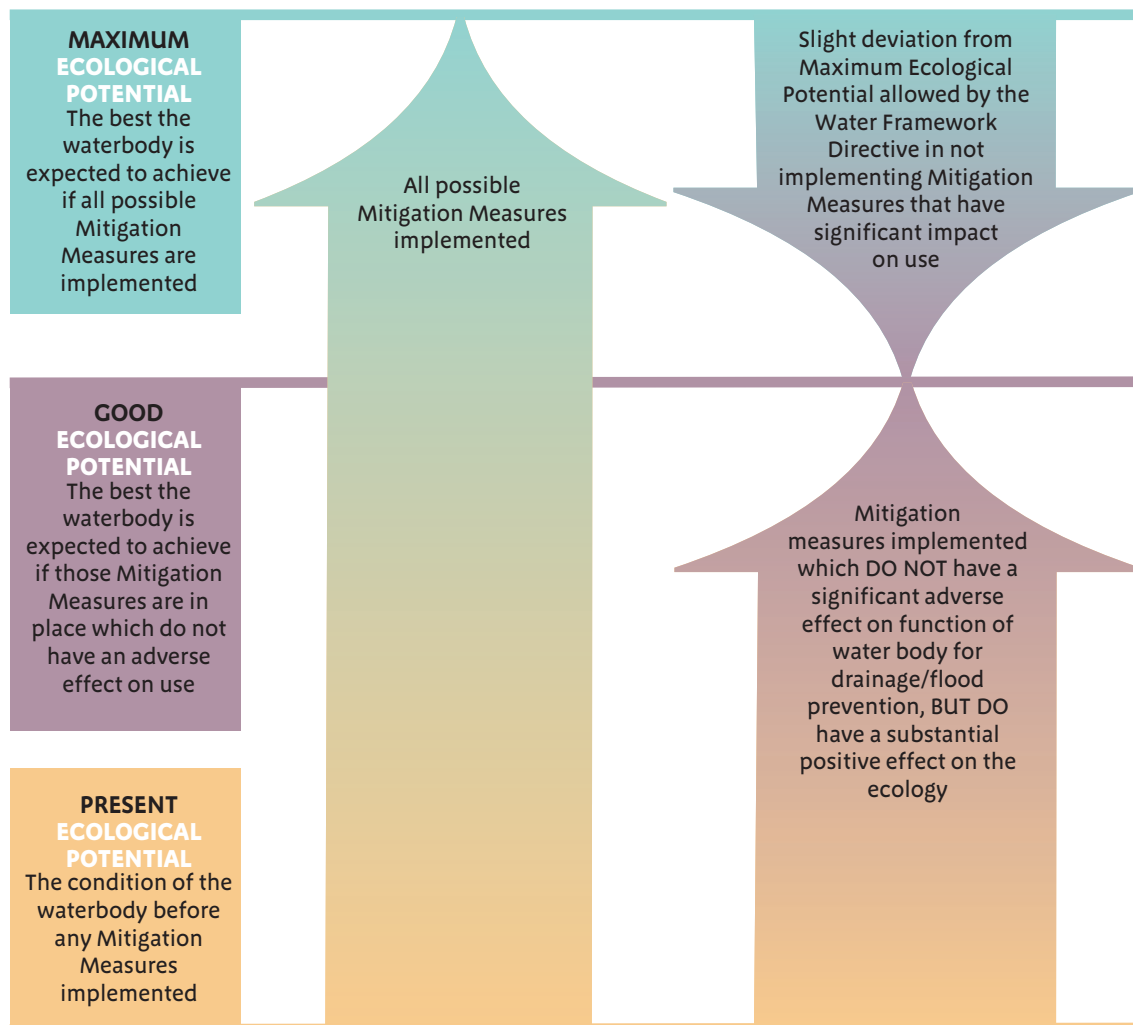 MAXIMUM
ECOLOGICAL
POTENTIAL
The best the
waterbody is
expected to achieve
if all possible
Mitigation
Measures are
implemented
All possible
Mitigation Measures
implemented
Slight deviation from
Maximum Ecological
Potential allowed by the
Water Framework
Directive in not
implementing Mitigation
Measures that have
significant impact
on use
GOOD
ECOLOGICAL
POTENTIAL
The best the
waterbody is
expected to achieve
if those Mitigation
Measures are in
place which do not
have an adverse
effect on use
Mitigation
measures implemented
which DO NOT have a
significant adverse
effect on function of
water body for
drainage/flood
prevention, BUT DO
have a substantial
positive effect on the
ecology
PRESENT
ECOLOGICAL
POTENTIAL
The condition of the
waterbody before
any Mitigation
Measures
implemented